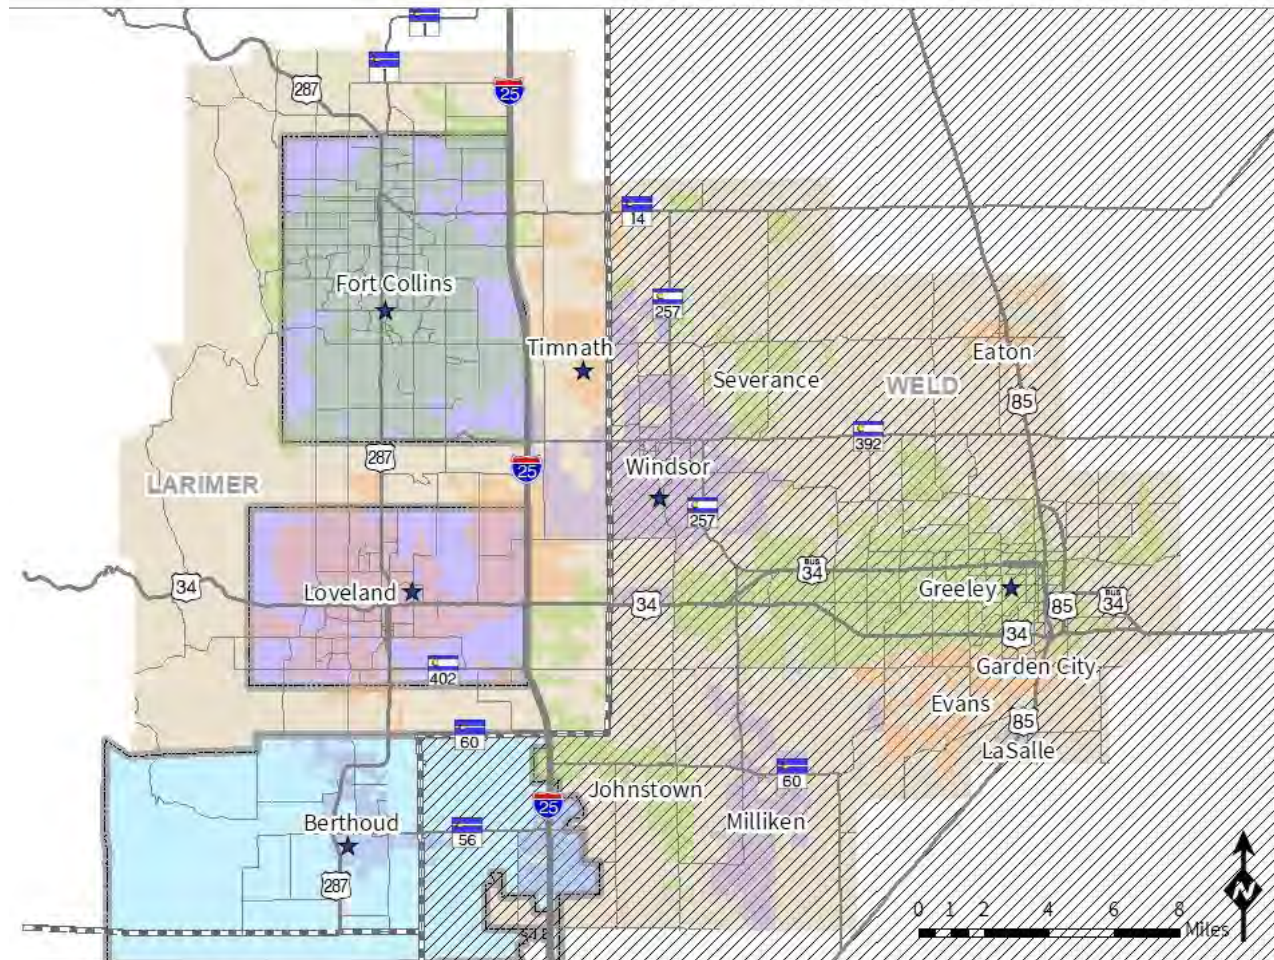 1
1
287
25
14
Fort Collins
257
Timnath
Eaton
Severance
WELD
85
392
287
25
Windsor
LARIMER
257
BUS
34
34
Loveland
34
Greeley
85
BUS
34
34
402
Garden City
Evans
85
60
LaSalle
60
Johnstown
25
Berthoud
56
Milliken
287
N
0 1 2 4 6 8
Miles